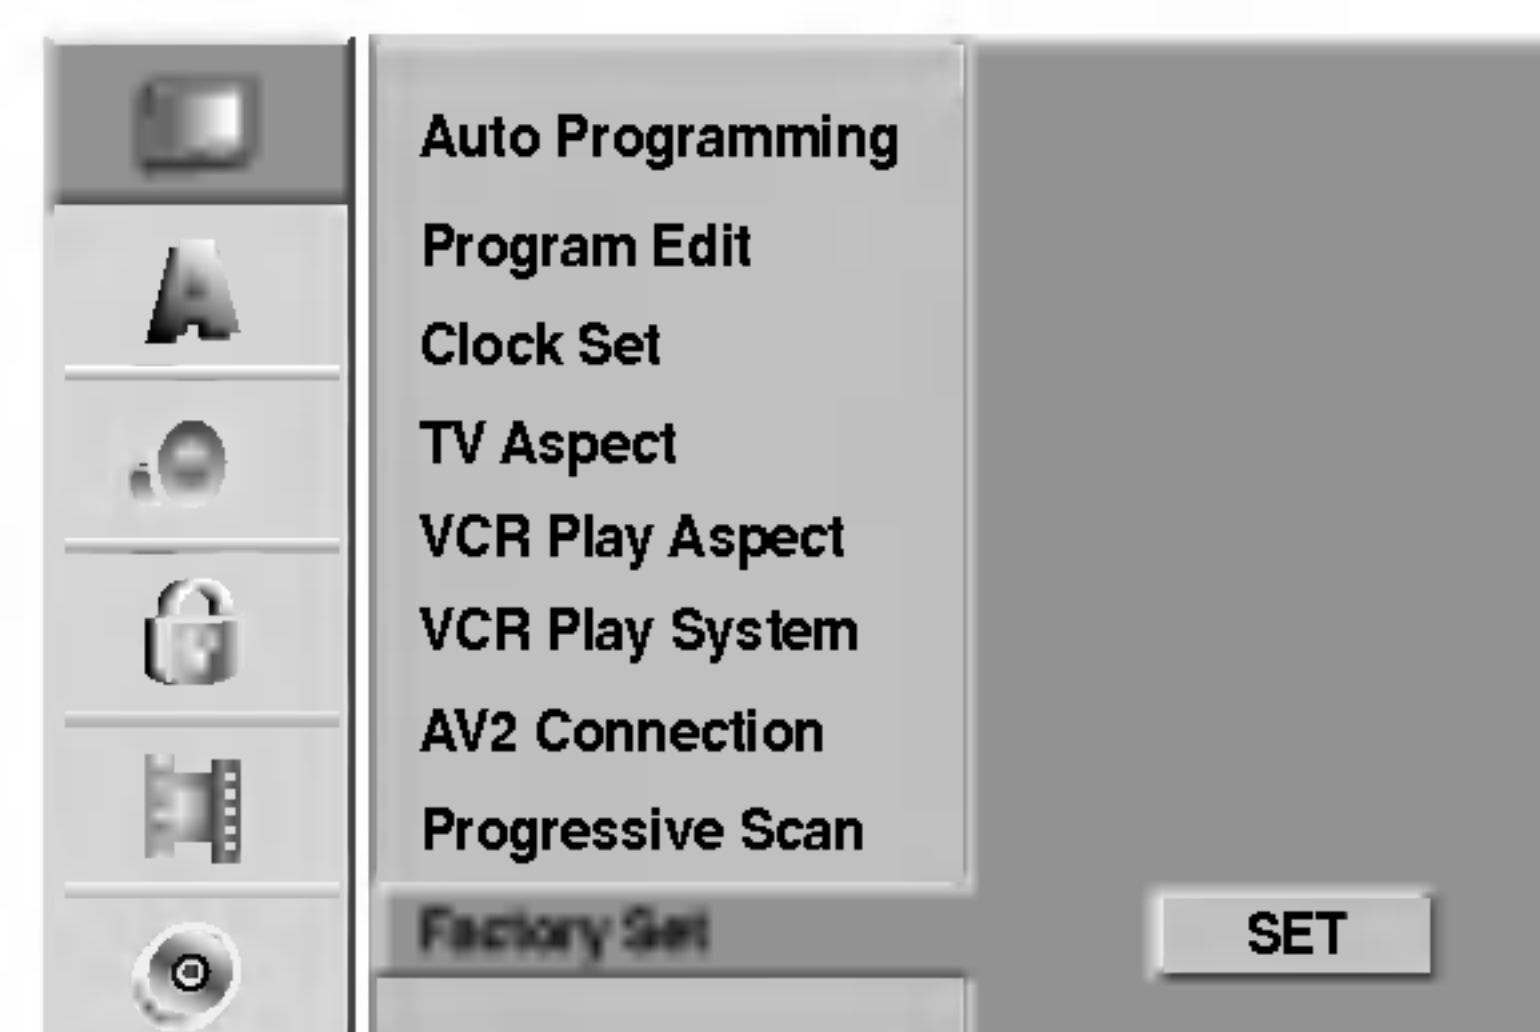 Auto Programming
Program Edit
Clock Set
TV Aspect
VCR Play Aspect
VCR Play System
AV2 Connection
Progressive Scan
Factory Set
SET